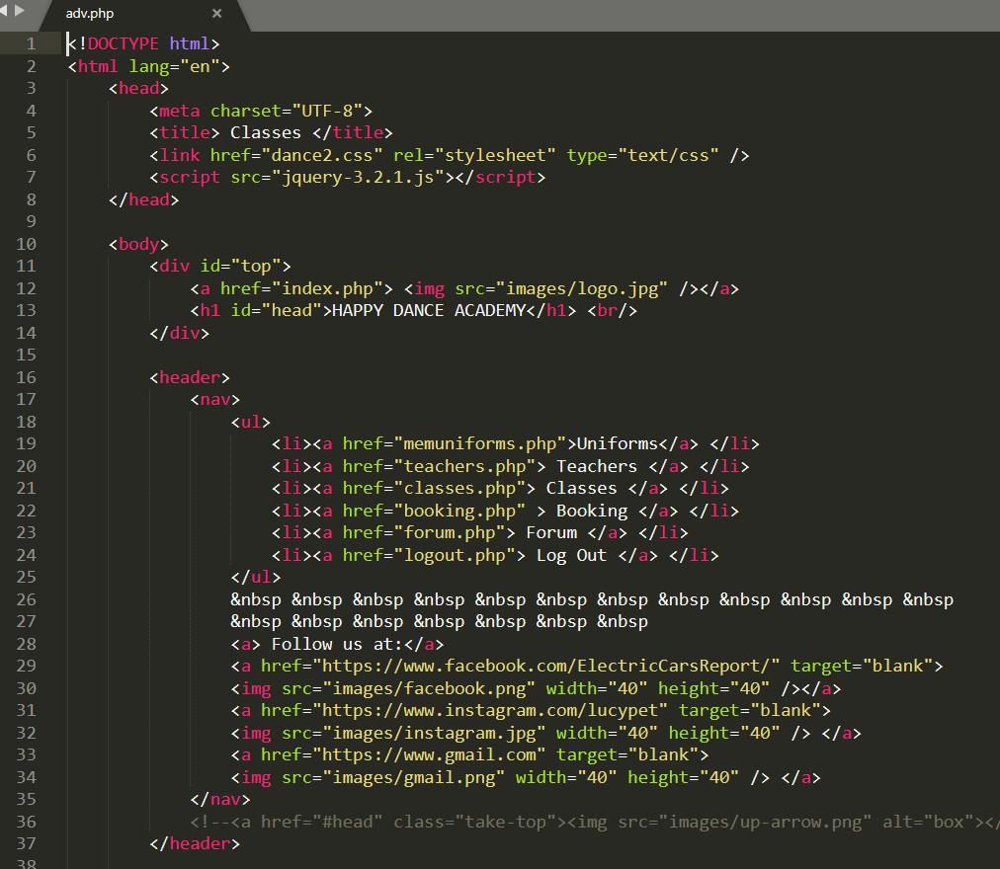 adv.php ×
1 <!DOCTYPE html>
2 <html lang="en">
3     <head>
4         <meta charset="UTF-8">
5         <title> Classes </title>
6         <link href="dance2.css" rel="stylesheet" type="text/css" />
7         <script src="jquery-3.2.1.js"></script>
8     </head>
9
10     <body>
11         <div id="top">
12             <a href="index.php"> <img src="images/logo.jpg" /></a>
13             <h1 id="head">HAPPY DANCE ACADEMY</h1> <br/>
14         </div>
15
16         <header>
17             <nav>
18                 <ul>
19                     <li><a href="memuniforms.php">Uniforms</a> </li>
20                     <li><a href="teachers.php"> Teachers </a> </li>
21                     <li><a href="classes.php"> Classes </a> </li>
22                     <li><a href="booking.php" > Booking </a> </li>
23                     <li><a href="forum.php"> Forum </a> </li>
24                     <li><a href="logout.php"> Log Out </a> </li>
25                 </ul>
26                 &nbsp &nbsp &nbsp &nbsp &nbsp &nbsp &nbsp &nbsp &nbsp &nbsp &nbsp &nbsp
27                 &nbsp &nbsp &nbsp &nbsp &nbsp &nbsp &nbsp
28                 <a> Follow us at:</a>
29                 <a href="https://www.facebook.com/ElectricCarsReport/" target="blank">
30                 <img src="images/facebook.png" width="40" height="40" /></a>
31                 <a href="https://www.instagram.com/lucypet" target="blank">
32                 <img src="images/instagram.jpg" width="40" height="40" /> </a>
33                 <a href="https://www.gmail.com" target="blank">
34                 <img src="images/gmail.png" width="40" height="40" /> </a>
35             </nav>
36             <!--<a href="#head" class="take-top"><img src="images/up-arrow.png" alt="box"></
37         </header>
38